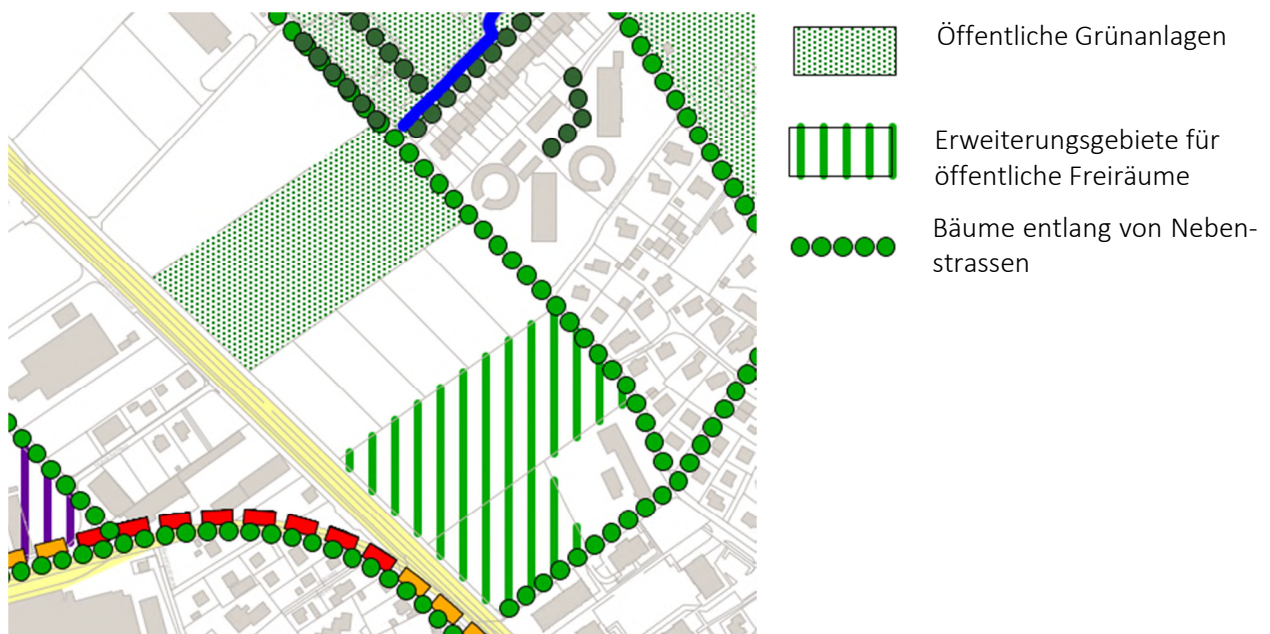 Öffentliche Grünanlagen
Erweiterungsgebiete für
öffentliche Freiräume
Bäume entlang von Neben-
strassen